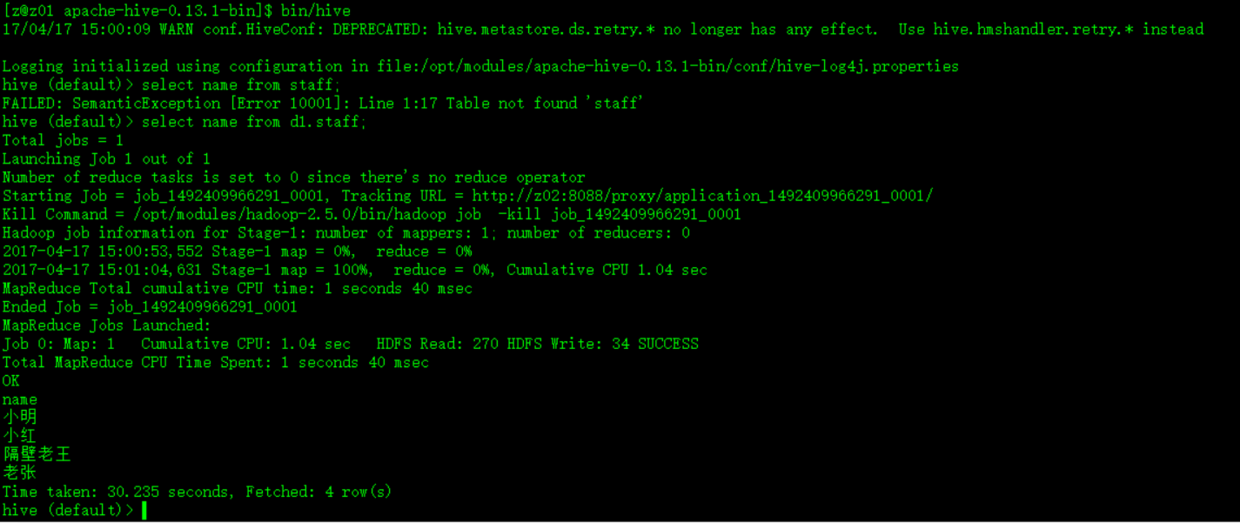 [z@z01 apache-hive-0.13.1-bin]$ bin/hive
17/04/17 15:00:09 WARN conf.HiveConf: DEPRECATED: hive.metastore.ds.retry.* no longer has any effect.  Use hive.hmshandler.retry.* instead
Logging initialized using configuration in file:/opt/modules/apache-hive-0.13.1-bin/conf/hive-log4j.properties
hive (default)> select name from staff;
FAILED: SemanticException [Error 10001]: Line 1:17 Table not found 'staff'
hive (default)> select name from d1.staff;
Total jobs = 1
Launching Job 1 out of 1
Number of reduce tasks is set to 0 since there's no reduce operator
Starting Job = job_1492409966291_0001, Tracking URL = http://z02:8088/proxy/application_1492409966291_0001/
Kill Command = /opt/modules/hadoop-2.5.0/bin/hadoop job  -kill job_1492409966291_0001
Hadoop job information for Stage-1: number of mappers: 1; number of reducers: 0
2017-04-17 15:00:53,552 Stage-1 map = 0%,  reduce = 0%
2017-04-17 15:01:04,631 Stage-1 map = 100%,  reduce = 0%, Cumulative CPU 1.04 sec
MapReduce Total cumulative CPU time: 1 seconds 40 msec
Ended Job = job_1492409966291_0001
MapReduce Jobs Launched:
Job 0: Map: 1   Cumulative CPU: 1.04 sec   HDFS Read: 270 HDFS Write: 34 SUCCESS
Total MapReduce CPU Time Spent: 1 seconds 40 msec
OK
name
小明
小红
隔壁老王
老张
Time taken: 30.235 seconds, Fetched: 4 row(s)
hive (default)>